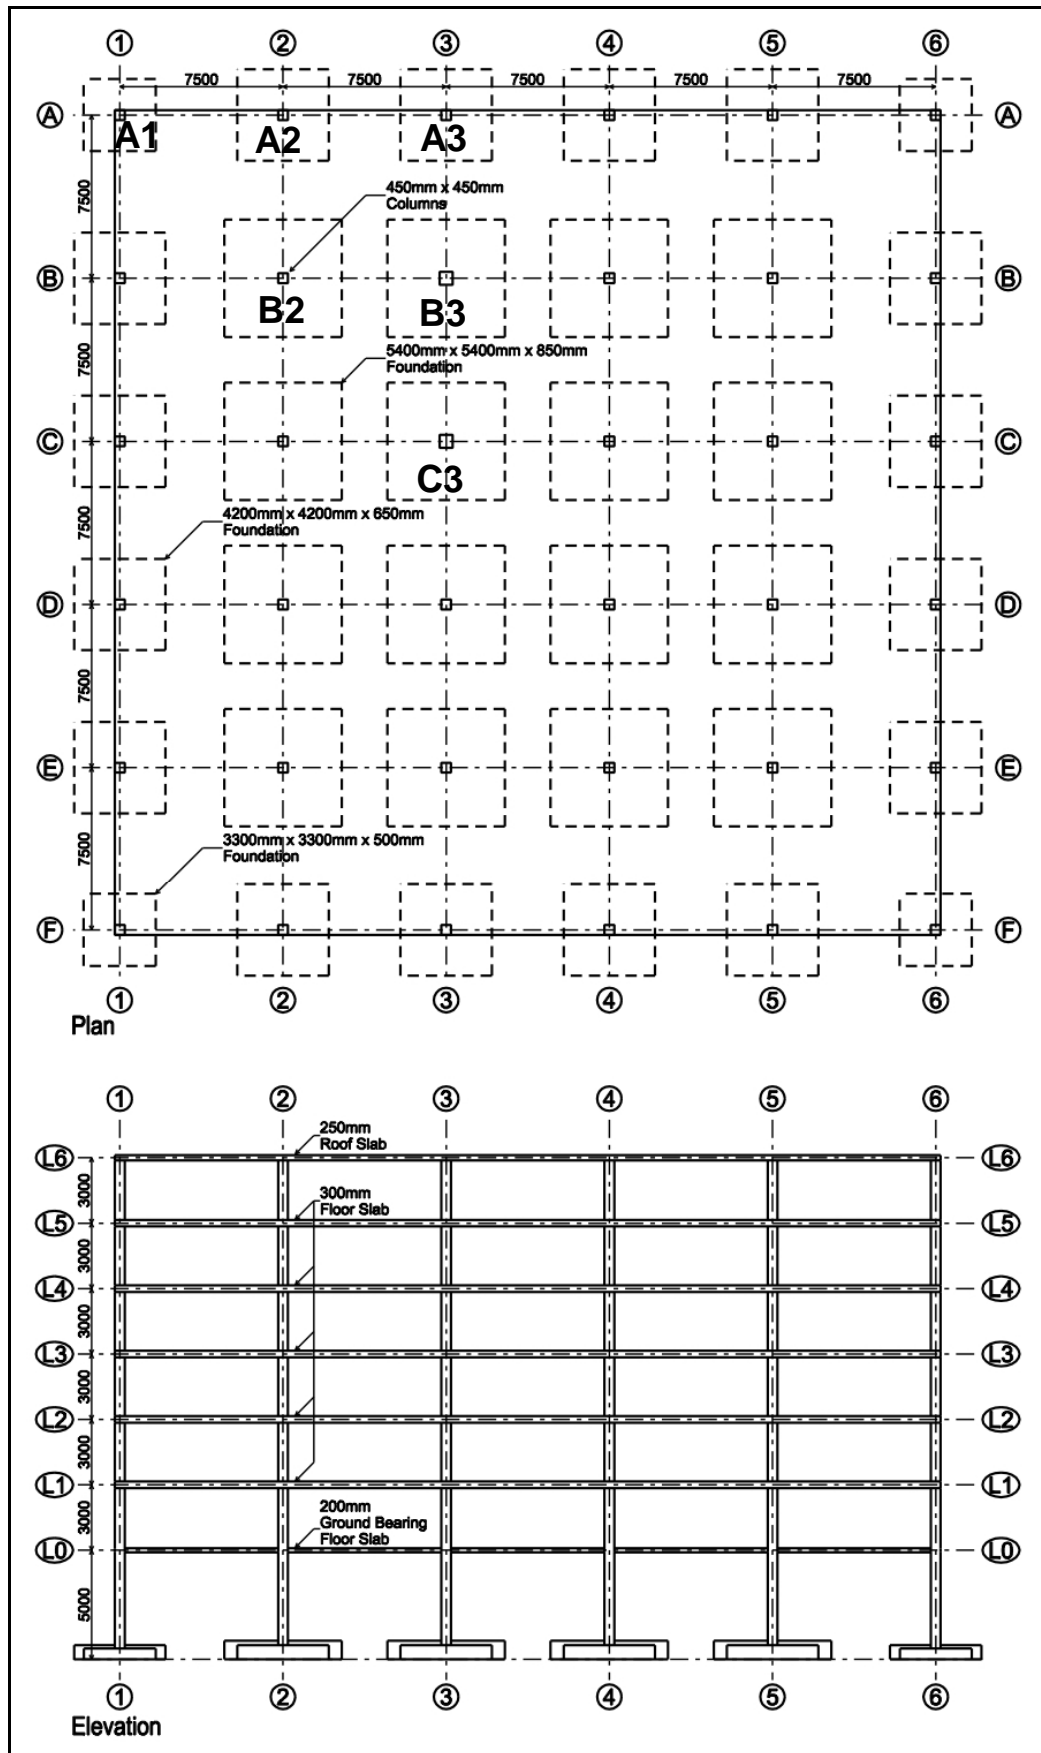 1 2 3 4 5 6
7500 7500 7500 7500 7500
A A
A1 A2 A3
7500
450mm x 450mm
Columns
B B
B2 B3
7500
5400mm x 5400mm x 850mm
Foundation
C C
C3
7500
4200mm x 4200mm x 650mm
Foundation
D D
7500
E E
7500
3300mm x 3300mm x 500mm
Foundation
F F
1 2 3 4 5 6
Plan
1 2 3 4 5 6
250mm
Roof Slab
L6 L6
3000
300mm
Floor Slab
L5 L5
3000
L4 L4
3000
L3 L3
3000
L2 L2
3000
L1 L1
3000
200mm
Ground Bearing
Floor Slab
L0 L0
5000
1 2 3 4 5 6
Elevation